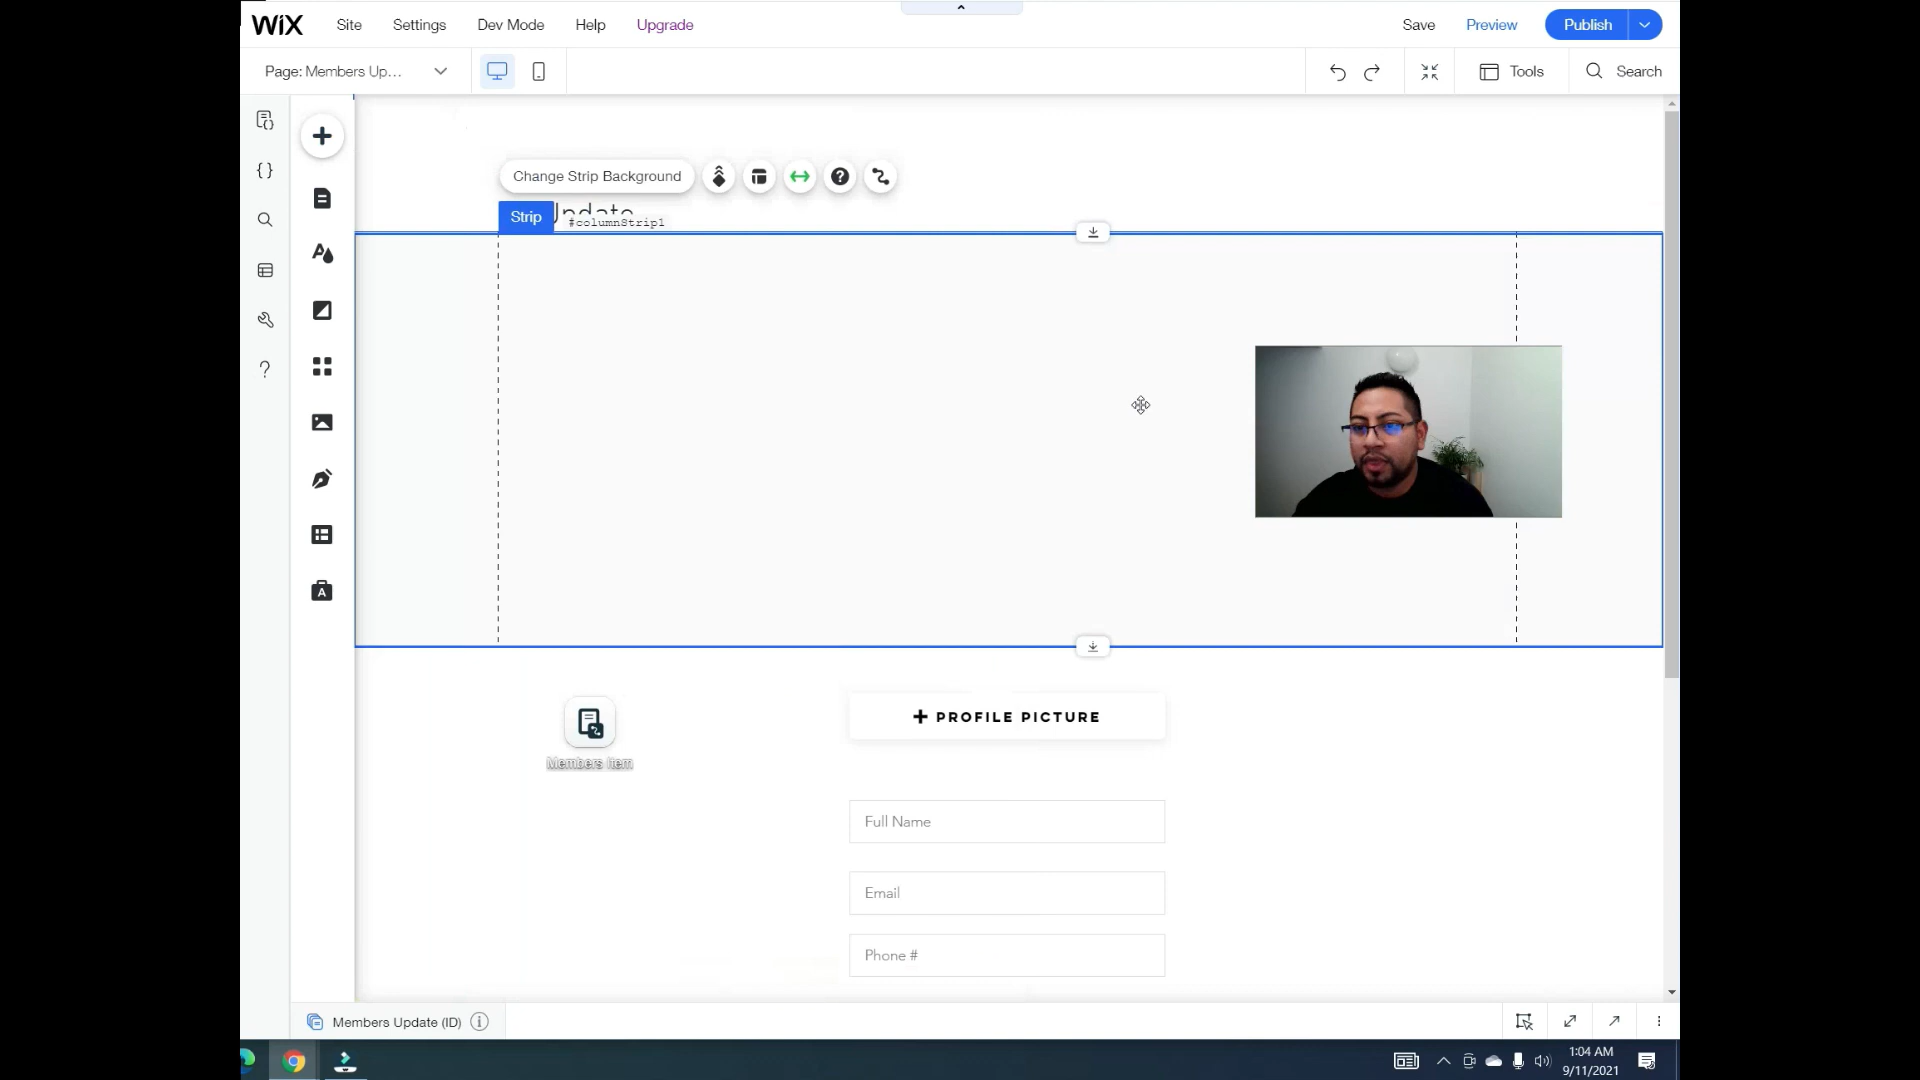 WiX Site Settings Dev Mode Help Upgrade Save Preview Publish
Page: Members Up... Tools Search
Change Strip Background
Update
Strip #columnStrip1
+ PROFILE PICTURE
Members Item
Full Name
Email
Phone #
Members Update (ID)
1:04 AM
9/11/2021